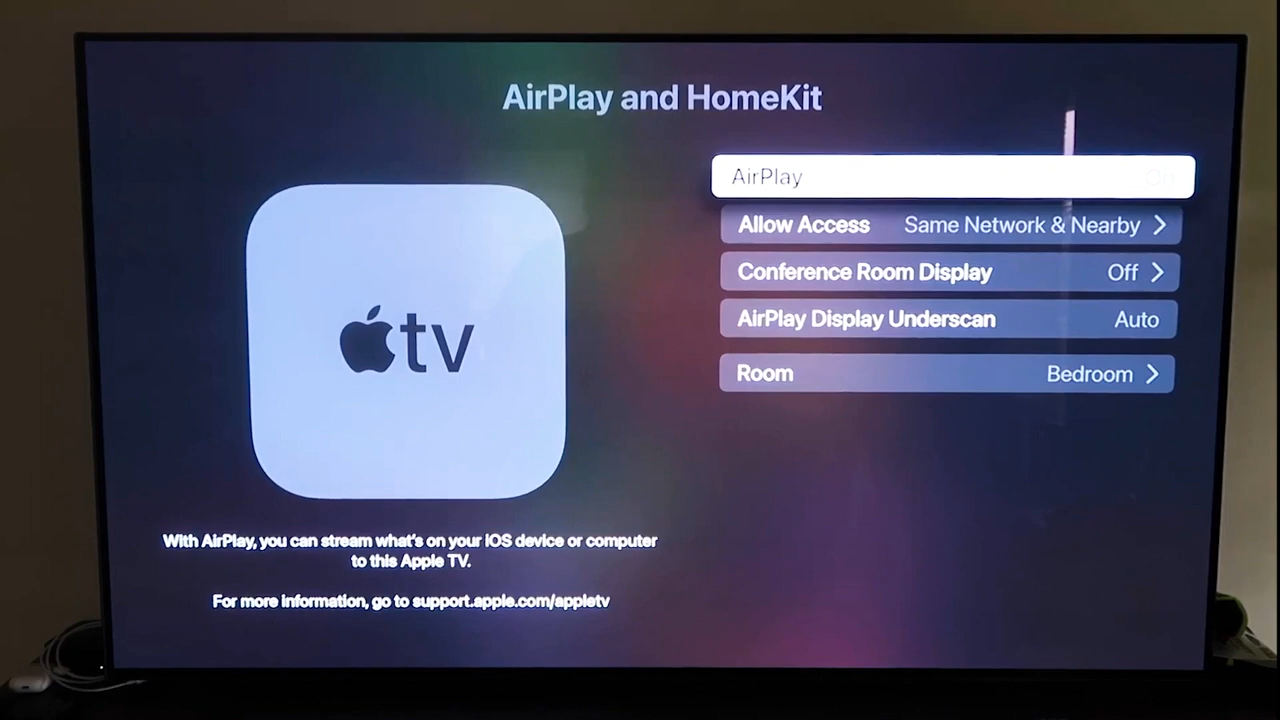 AirPlay and HomeKit
AirPlay On
Allow Access Same Network & Nearby
Conference Room Display Off
AirPlay Display Underscan Auto
Room Bedroom
tv
With AirPlay, you can stream what's on your iOS device or computer
to this Apple TV.
For more information, go to support.apple.com/appletv